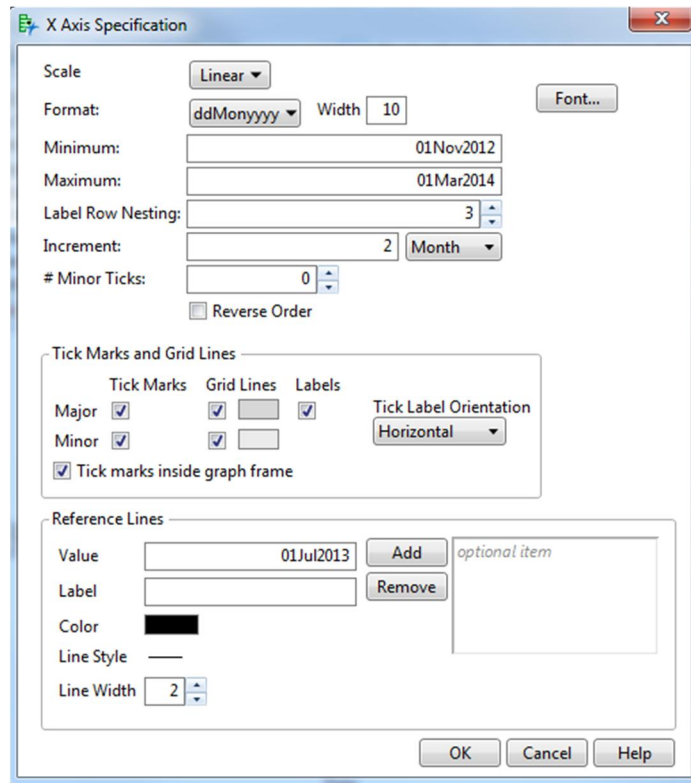 X Axis Specification
Scale Linear
Format: ddMonyyyy Width 10 Font...
Minimum: 01Nov2012
Maximum: 01Mar2014
Label Row Nesting: 3
Increment: 2 Month
# Minor Ticks: 0
Reverse Order
Tick Marks and Grid Lines
Tick Marks Grid Lines Labels
Major
Tick Label Orientation
Minor Horizontal
Tick marks inside graph frame
Reference Lines
Value 01Jul2013 Add optional item
Label Remove
Color
Line Style
Line Width 2
OK Cancel Help